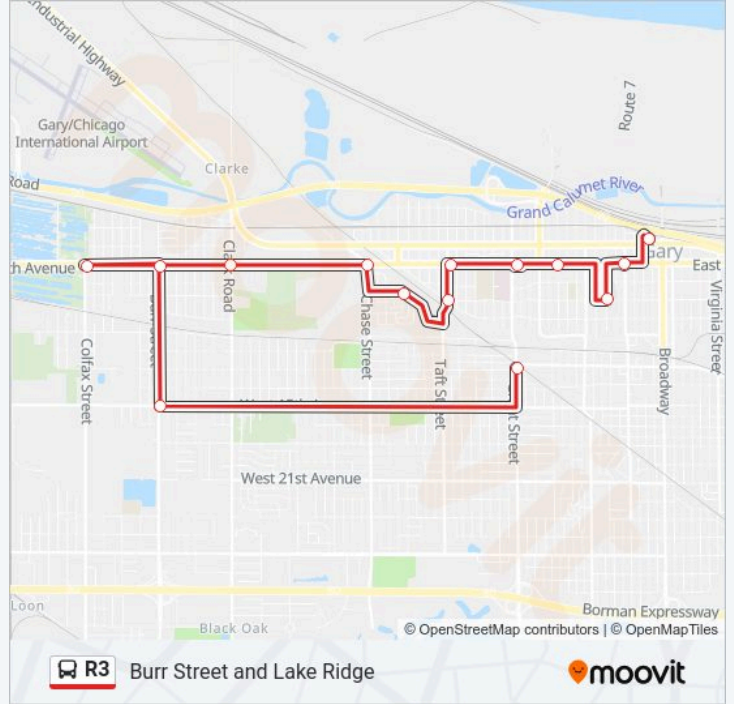 Industrial Highway
Route 7
Gary/Chicago
International Airport
Clarke
Road
Grand Calumet River
Gary
h Avenue
Clark Road
East
Chase Street
Virginia Street
Colfax Street
Taft Street
Broadway
Street
West 21st Avenue
Borman Expressway
Loon
Black Oak
© OpenStreetMap contributors | © OpenMapTiles
R3
Burr Street and Lake Ridge
moovit